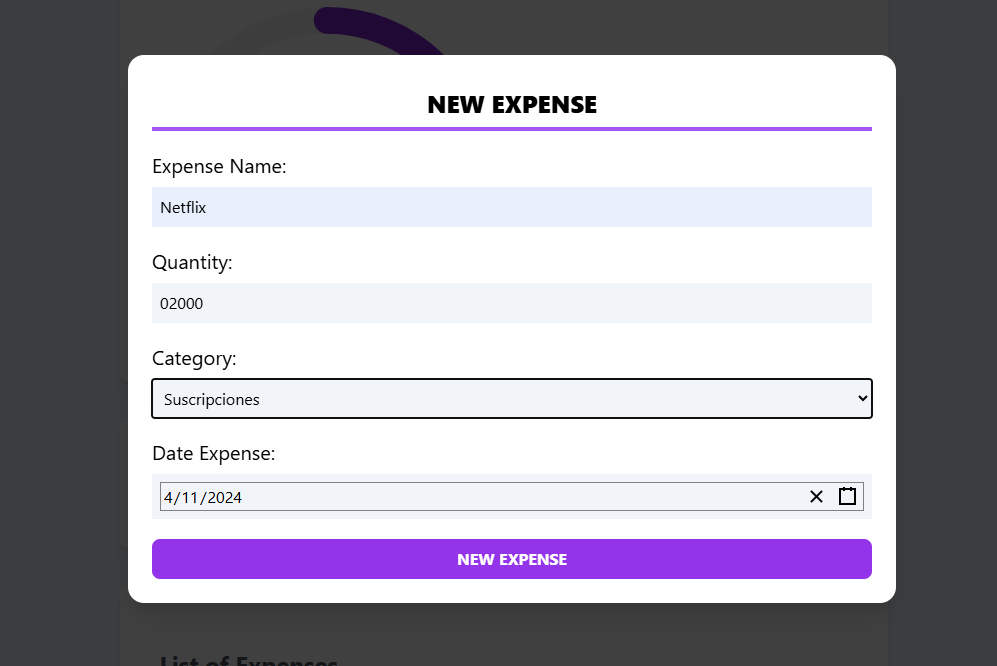 NEW EXPENSE
Expense Name:
Netflix
Quantity:
02000
Category:
Suscripciones
Date Expense:
4/11/2024
NEW EXPENSE
List of Expenses